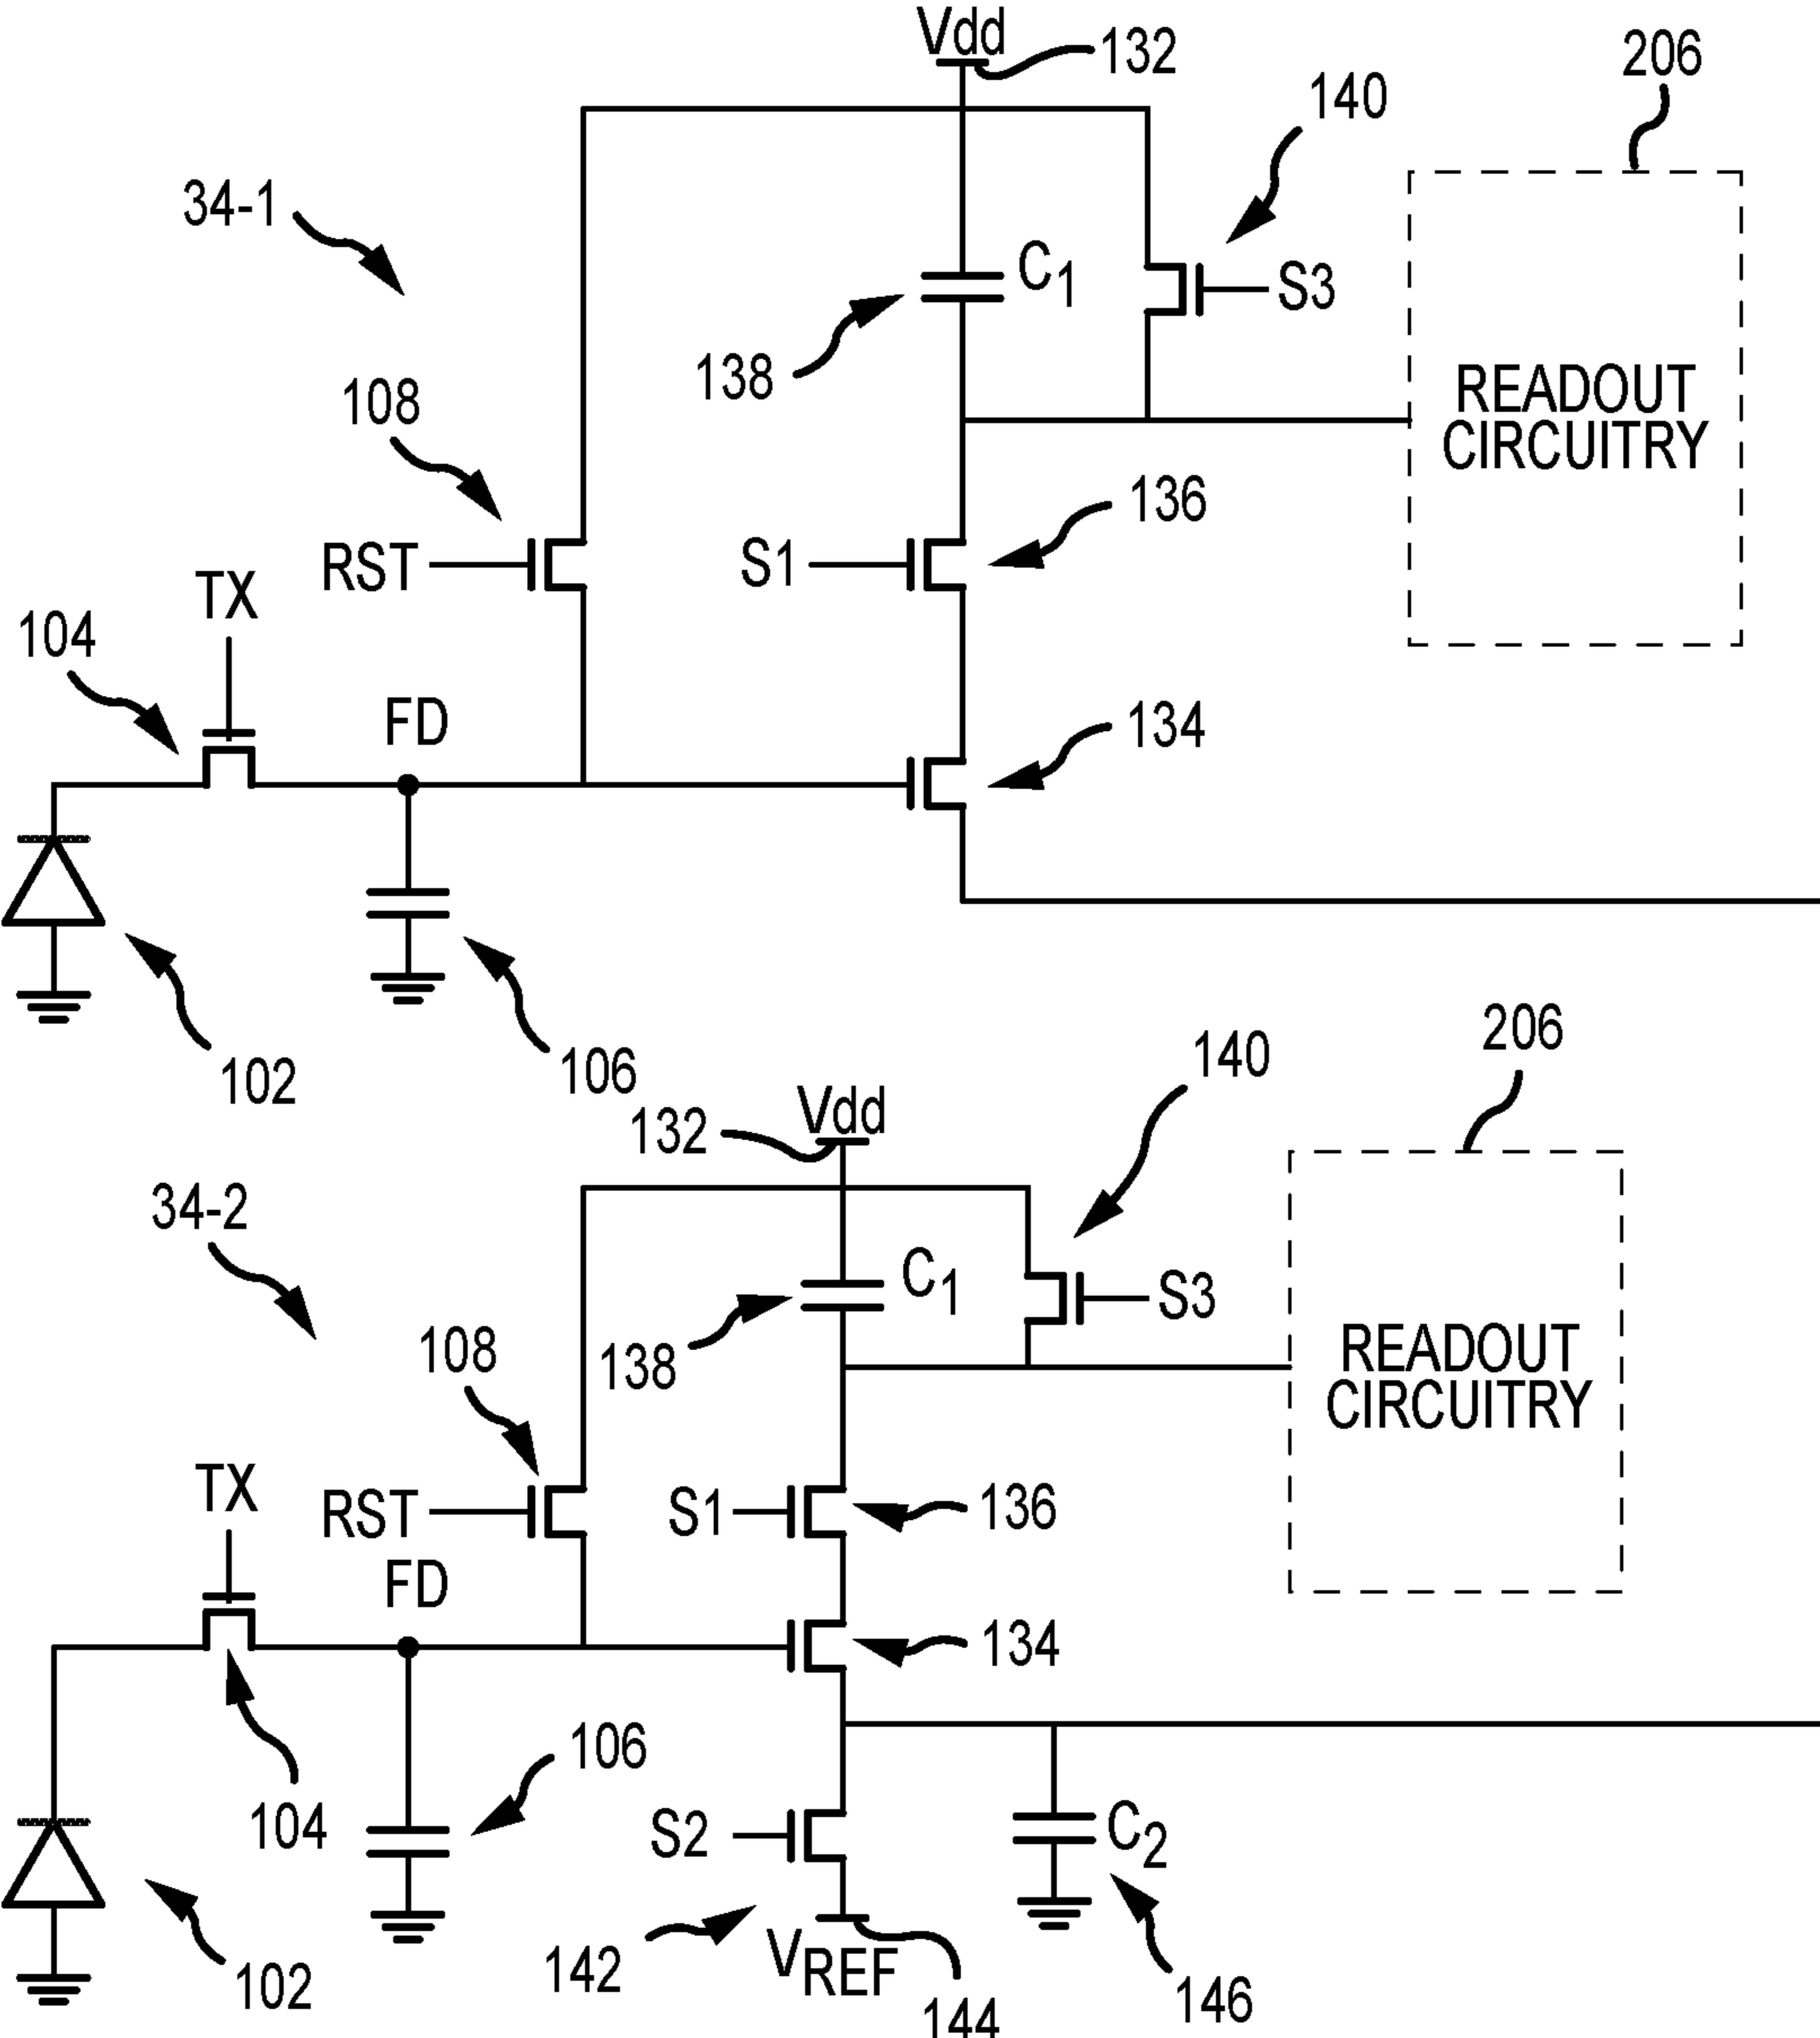 Vdd
132
206
140
34-1
C1
S3
138
READOUT
CIRCUITRY
108
136
RST
S1
TX
104
FD
134
102
106
206
140
Vdd
132
34-2
C1
S3
108
138
READOUT
CIRCUITRY
TX
RST
S1
136
FD
134
106
104
S2
C2
142
VREF
102
144
146